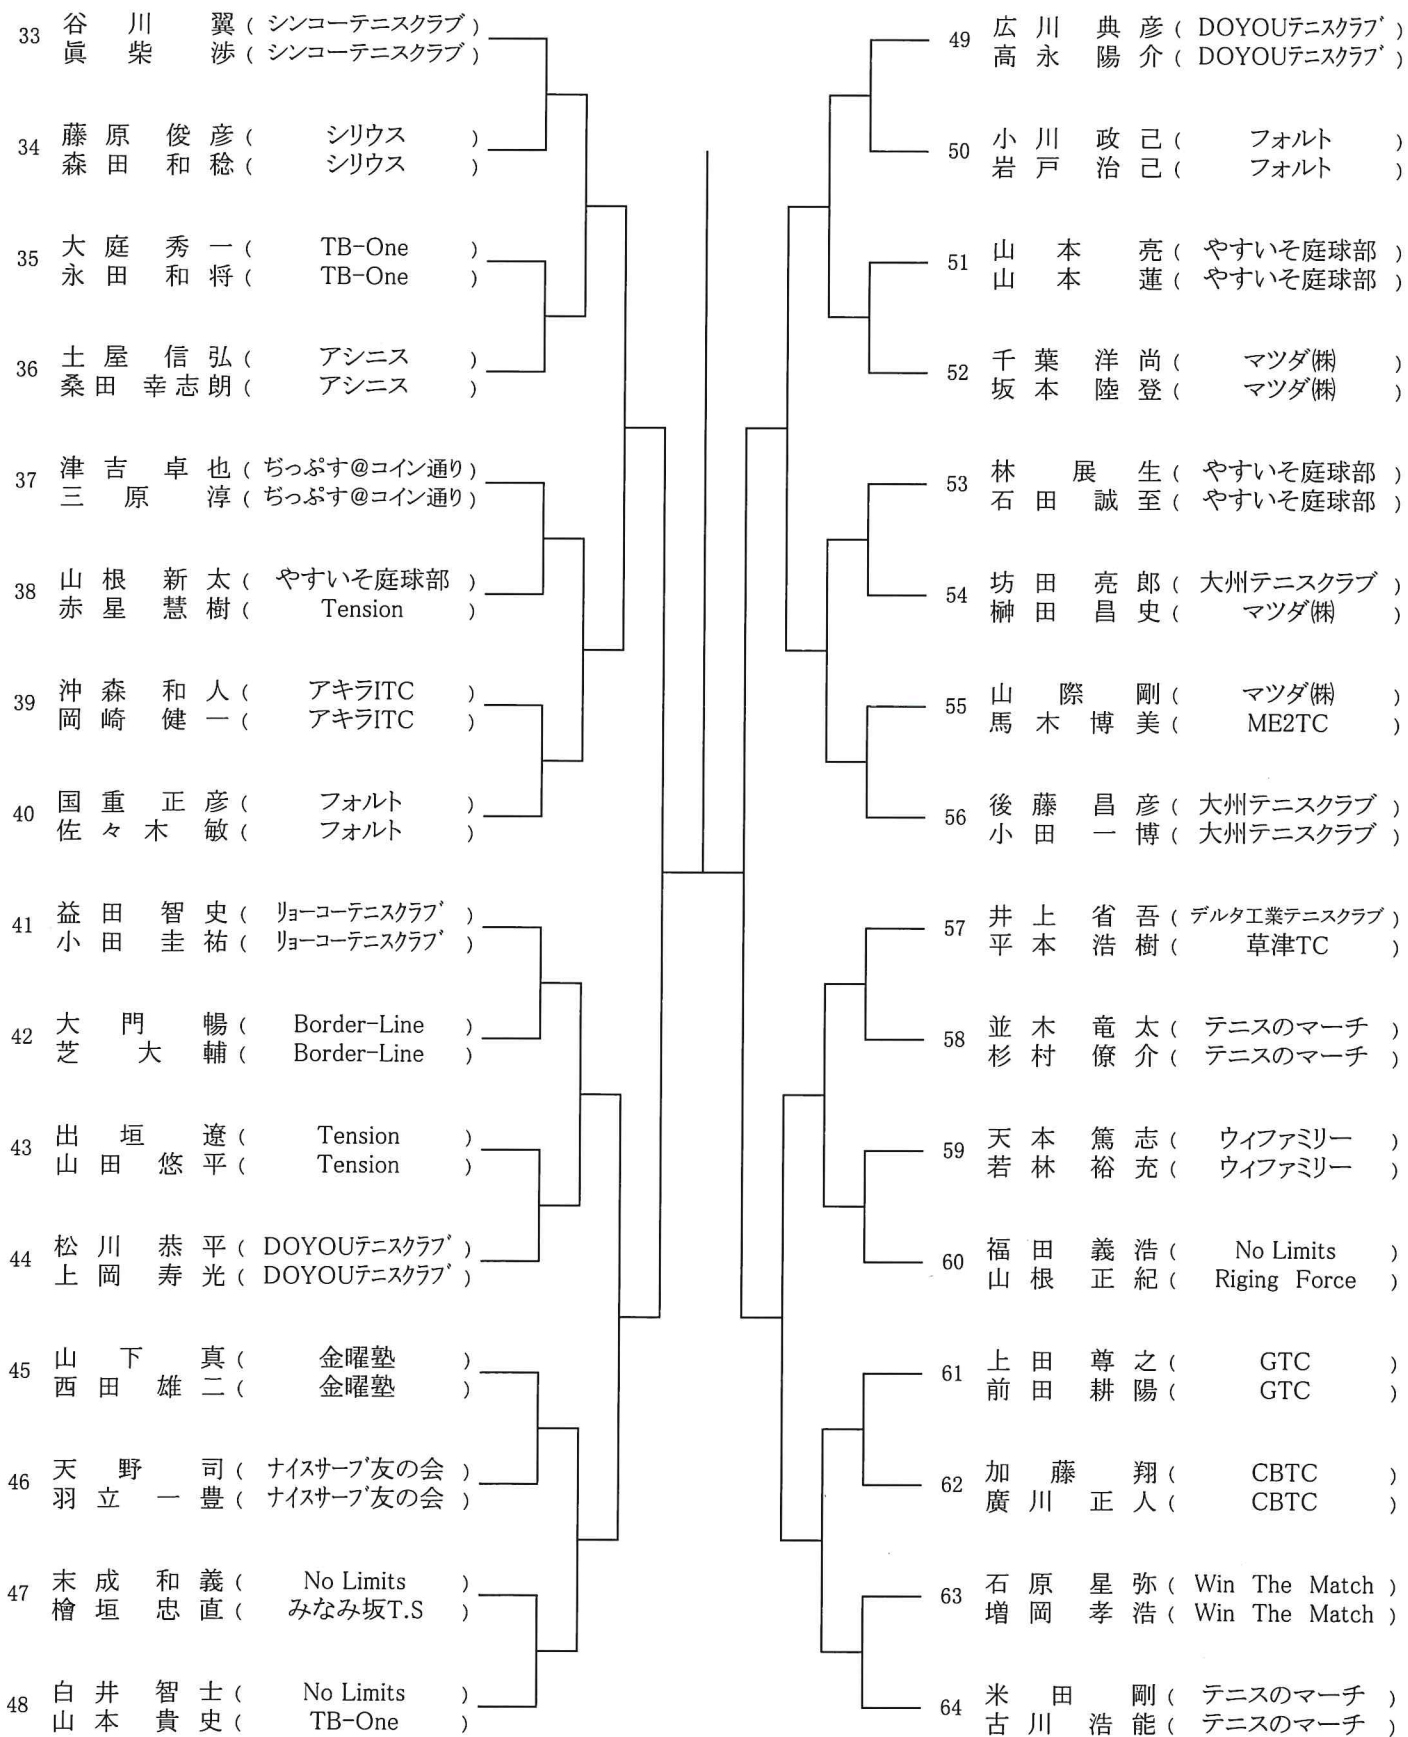 33
谷川 翼 (シンコーテニスクラブ)
眞柴 渉 (シンコーテニスクラブ)
34
藤原 俊彦 (シリウス)
森田 和稔 (シリウス)
35
大庭 秀一 (TB-One)
永田 和将 (TB-One)
36
土屋 信弘 (アシニス)
桑田 幸志朗 (アシニス)
37
津吉 卓也 (ぢっぷす@コイン通り)
三原 淳 (ぢっぷす@コイン通り)
38
山根 新太 (やすいそ庭球部)
赤星 慧樹 (Tension)
39
沖森 和人 (アキラITC)
岡崎 健一 (アキラITC)
40
国重 正彦 (フォルト)
佐々木 敏 (フォルト)
41
益田 智史 (リョーコーテニスクラブ)
小田 圭祐 (リョーコーテニスクラブ)
42
大門 暢 (Border-Line)
芝 大輔 (Border-Line)
43
出垣 遼 (Tension)
山田 悠平 (Tension)
44
松川 恭平 (DOYOUテニスクラブ)
上岡 寿光 (DOYOUテニスクラブ)
45
山下 真 (金曜塾)
西田 雄二 (金曜塾)
46
天野 司 (ナイスサーブ友の会)
羽立 一豊 (ナイスサーブ友の会)
47
末成 和義 (No Limits)
檜垣 忠直 (みなみ坂T.S)
48
白井 智士 (No Limits)
山本 貴史 (TB-One)
49
広川 典彦 (DOYOUテニスクラブ)
高永 陽介 (DOYOUテニスクラブ)
50
小川 政己 (フォルト)
岩戸 治己 (フォルト)
51
山本 亮 (やすいそ庭球部)
山本 蓮 (やすいそ庭球部)
52
千葉 洋尚 (マツダ㈱)
坂本 陸登 (マツダ㈱)
53
林 展生 (やすいそ庭球部)
石田 誠至 (やすいそ庭球部)
54
坊田 亮郎 (大州テニスクラブ)
榊田 昌史 (マツダ㈱)
55
山際 剛 (マツダ㈱)
馬木 博美 (ME2TC)
56
後藤 昌彦 (大州テニスクラブ)
小田 一博 (大州テニスクラブ)
57
井上 省吾 (デルタ工業テニスクラブ)
平本 浩樹 (草津TC)
58
並木 竜太 (テニスのマーチ)
杉村 僚介 (テニスのマーチ)
59
天本 篤志 (ウィファミリー)
若林 裕充 (ウィファミリー)
60
福田 義浩 (No Limits)
山根 正紀 (Riging Force)
61
上田 尊之 (GTC)
前田 耕陽 (GTC)
62
加藤 翔 (CBTC)
廣川 正人 (CBTC)
63
石原 星弥 (Win The Match)
増岡 孝浩 (Win The Match)
64
米田 剛 (テニスのマーチ)
古川 浩能 (テニスのマーチ)